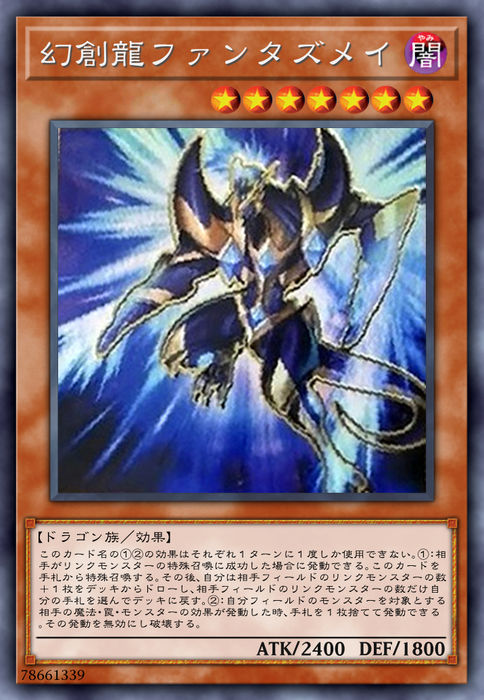 幻創龍ファンタズメイ
闇
やみ
【ドラゴン族／効果】
このカード名の①②の効果はそれぞれ１ターンに１度しか使用できない。①：相
手がリンクモンスターの特殊召喚に成功した場合に発動できる。このカードを
手札から特殊召喚する。その後、自分は相手フィールドのリンクモンスターの数
＋１枚をデッキからドローし、相手フィールドのリンクモンスターの数だけ自
分の手札を選んでデッキに戻す。②：自分フィールドのモンスターを対象とする
相手の魔法・罠・モンスターの効果が発動した時、手札を１枚捨てて発動できる
。その発動を無効にし破壊する。
ATK/2400 DEF/1800
78661339